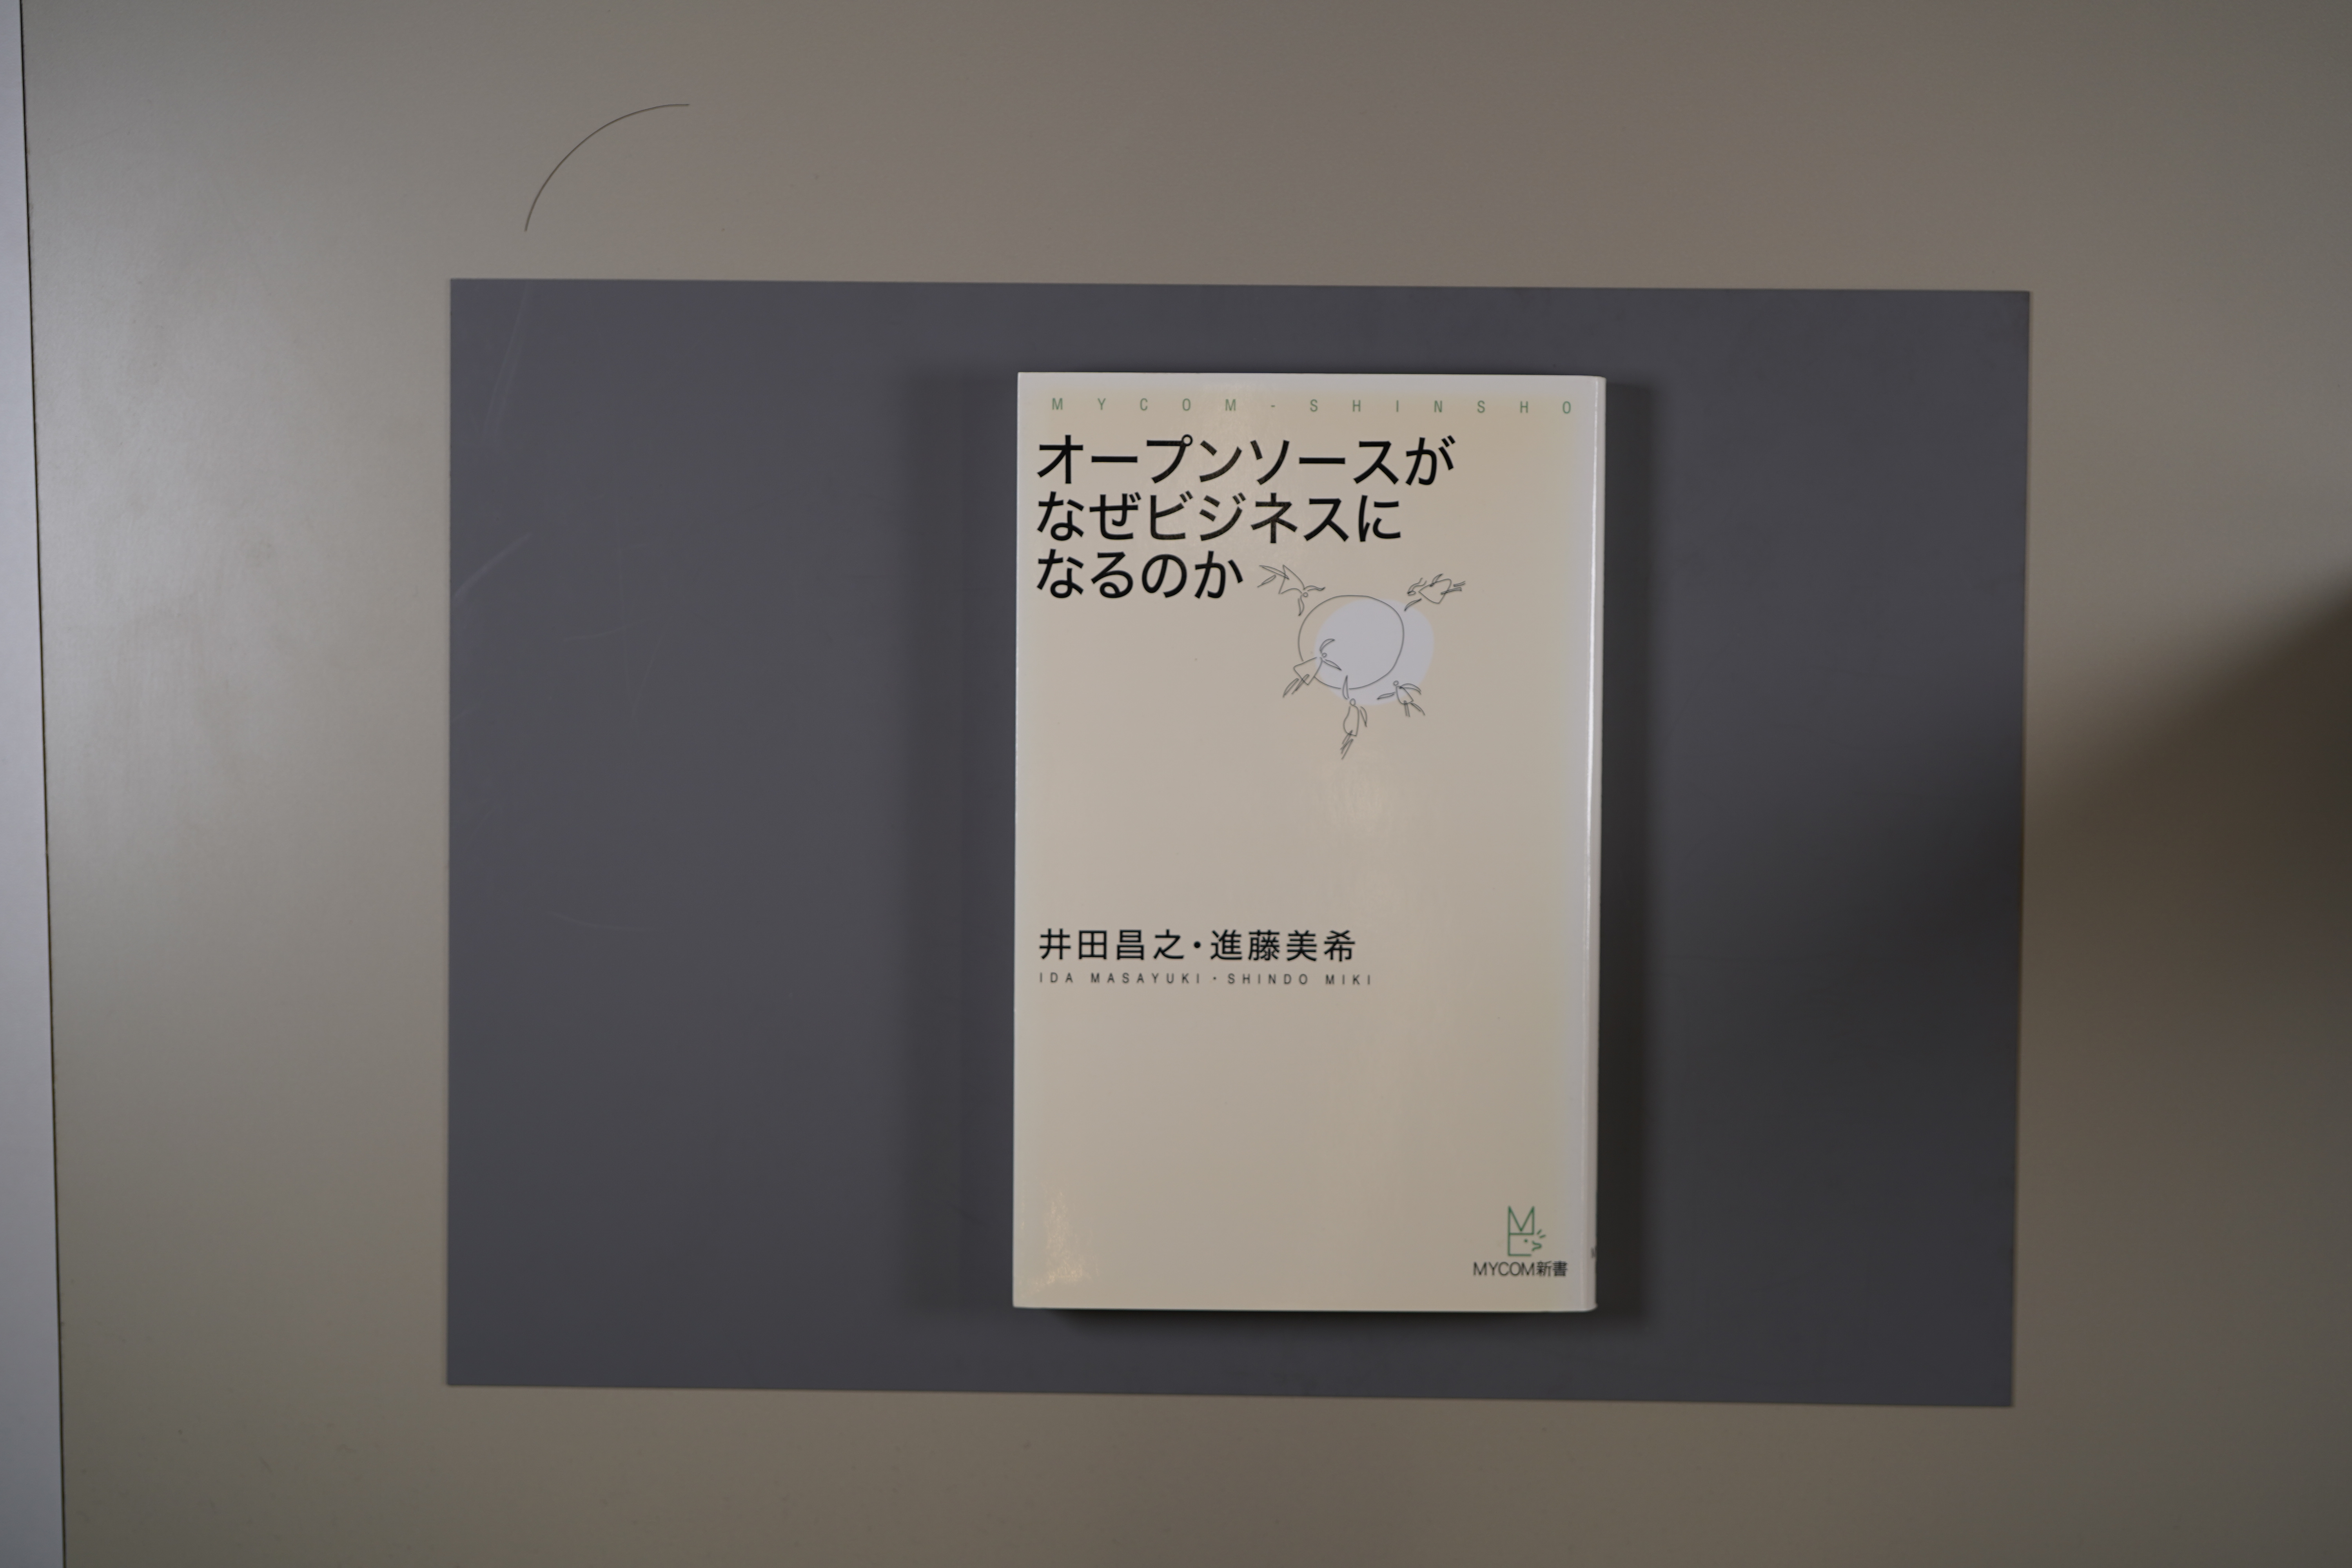 MYCOM-SHINSHO
オープンソースが
なぜビジネスに
なるのか
井田昌之・進藤美希
IDA MASAYUKI・SHINDO MIKI
MYCOM新書